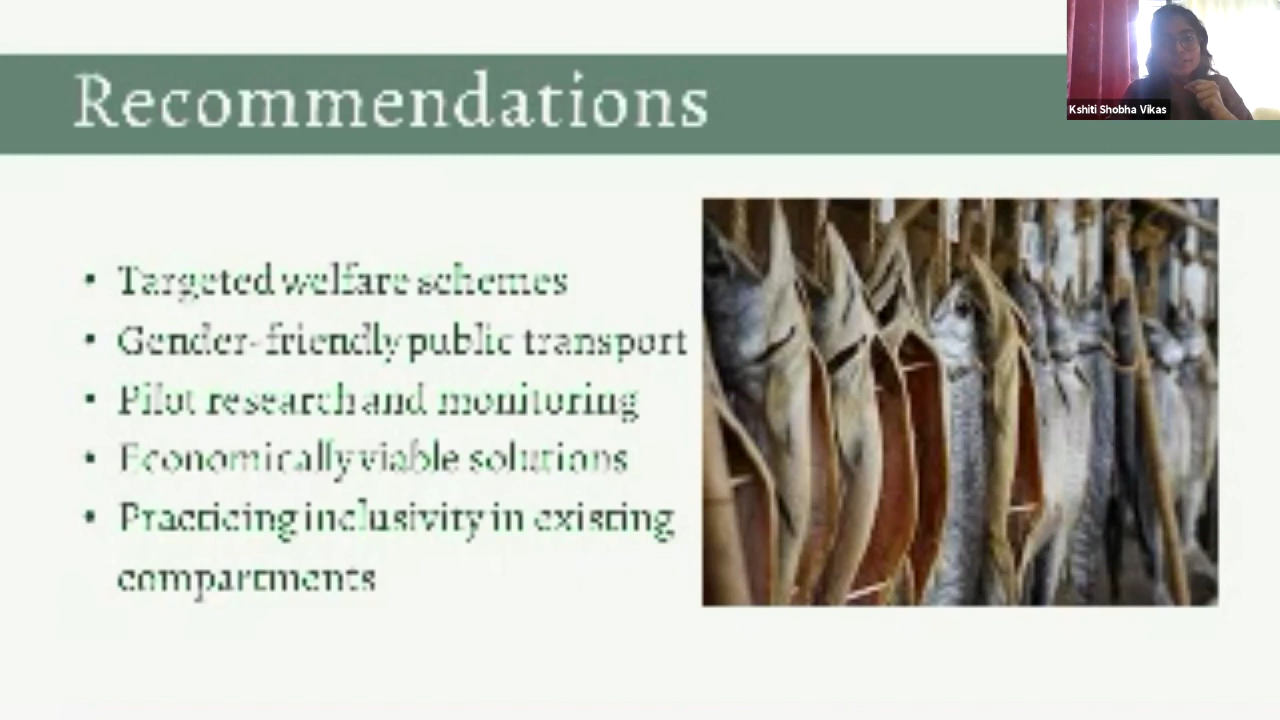 Recommendations
Kshiti Shobha Vikas
• Targeted welfare schemes
• Gender-friendly public transport
• Pilot research and monitoring
• Economically viable solutions
• Practicing inclusivity in existing
compartments